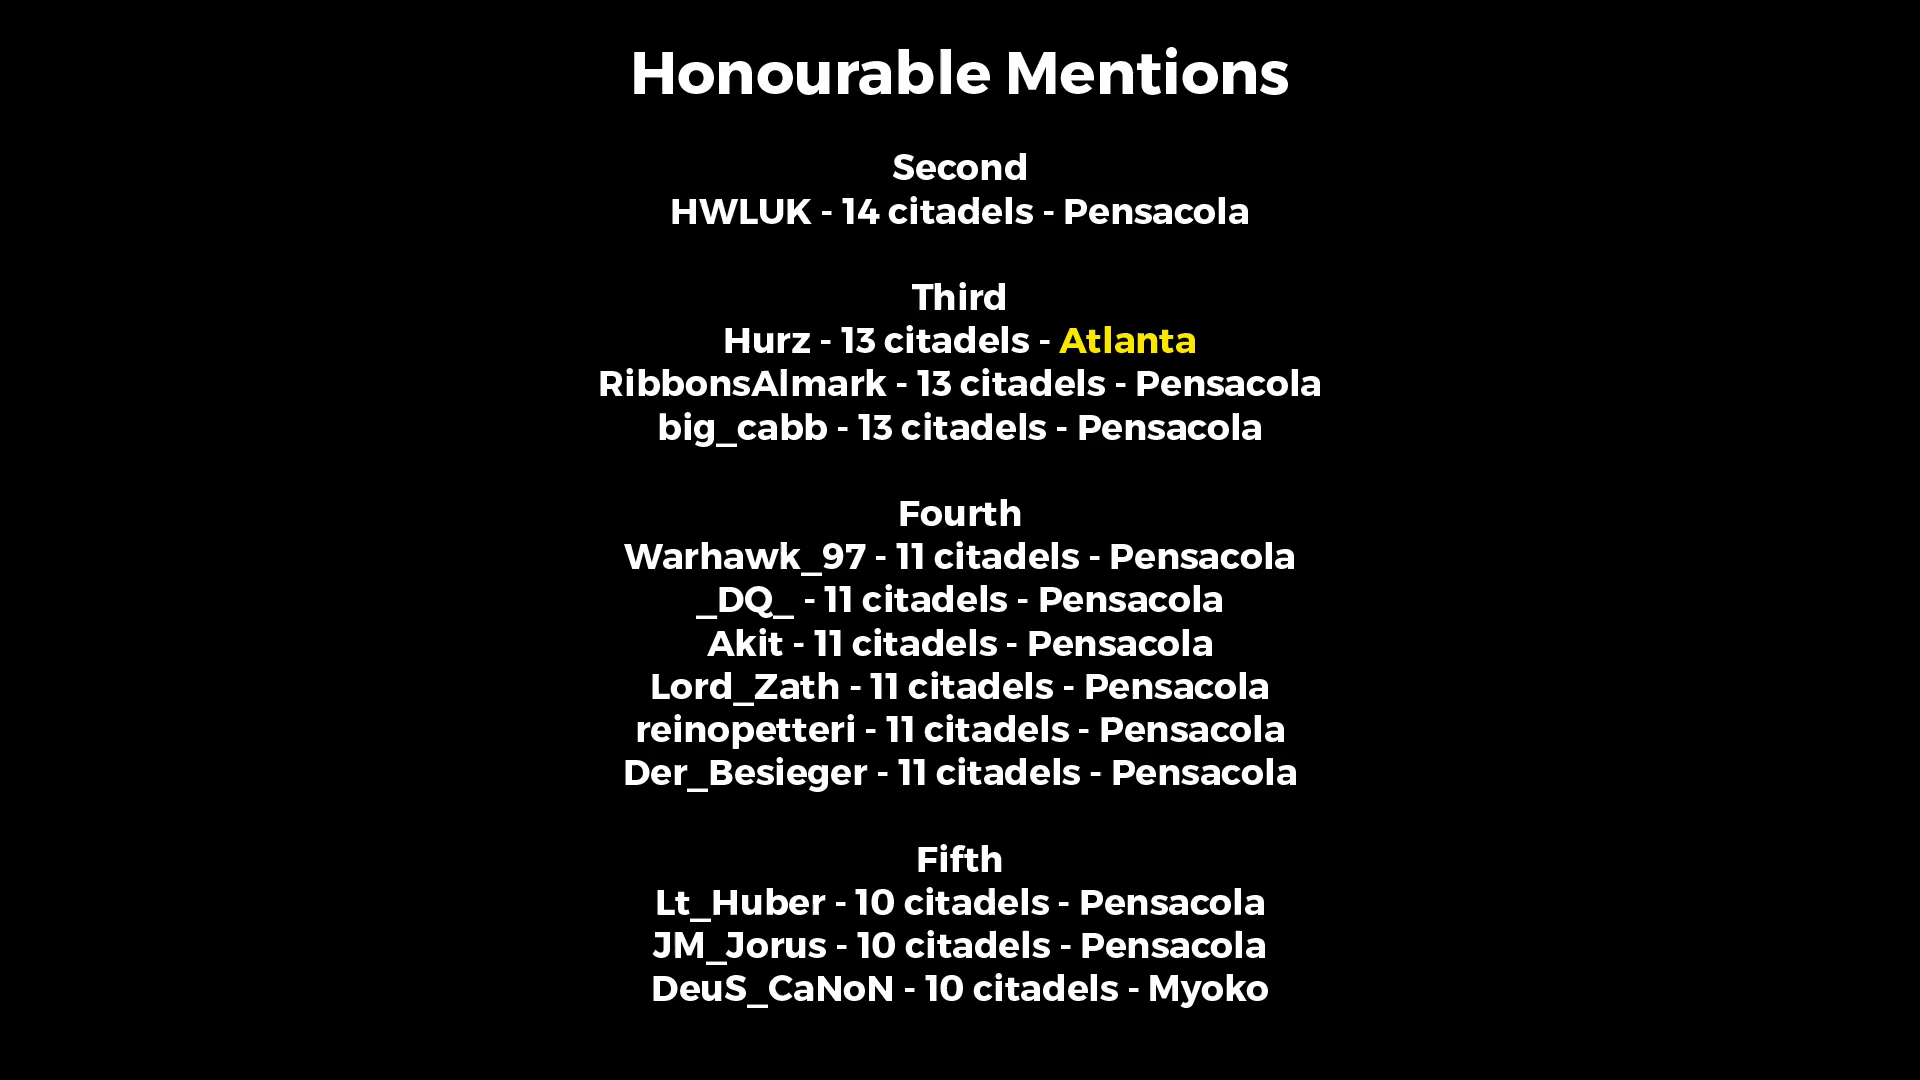 Honourable Mentions
Second
HWLUK - 14 citadels - Pensacola
Third
Hurz - 13 citadels - Atlanta
RibbonsAlmark - 13 citadels - Pensacola
big_cabb - 13 citadels - Pensacola
Fourth
Warhawk_97 - 11 citadels - Pensacola
_DQ_ - 11 citadels - Pensacola
Akit - 11 citadels - Pensacola
Lord_Zath - 11 citadels - Pensacola
reinopetteri - 11 citadels - Pensacola
Der_Besieger - 11 citadels - Pensacola
Fifth
Lt_Huber - 10 citadels - Pensacola
JM_Jorus - 10 citadels - Pensacola
DeuS_CaNoN - 10 citadels - Myoko